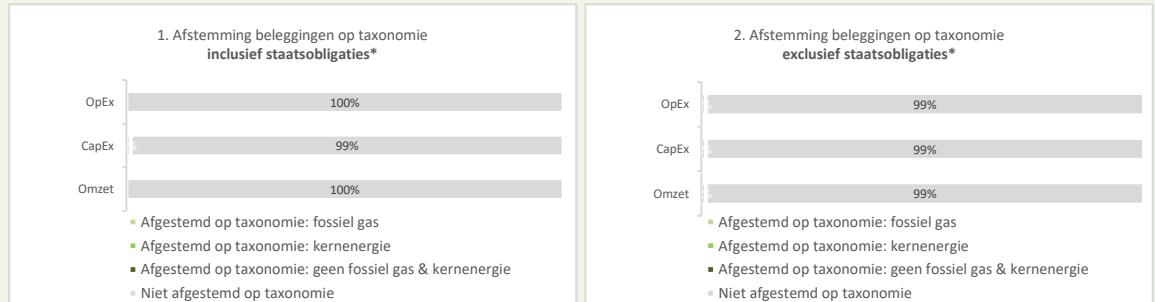 1. Afstemming beleggingen op taxonomie
inclusief staatsobligaties*
OpEx
100%
CapEx
99%
Omzet
100%
Afgestemd op taxonomie: fossiel gas
Afgestemd op taxonomie: kernenergie
Afgestemd op taxonomie: geen fossiel gas & kernenergie
Niet afgestemd op taxonomie
2. Afstemming beleggingen op taxonomie
exclusief staatsobligaties*
OpEx
99%
CapEx
99%
Omzet
99%
Afgestemd op taxonomie: fossiel gas
Afgestemd op taxonomie: kernenergie
Afgestemd op taxonomie: geen fossiel gas & kernenergie
Niet afgestemd op taxonomie